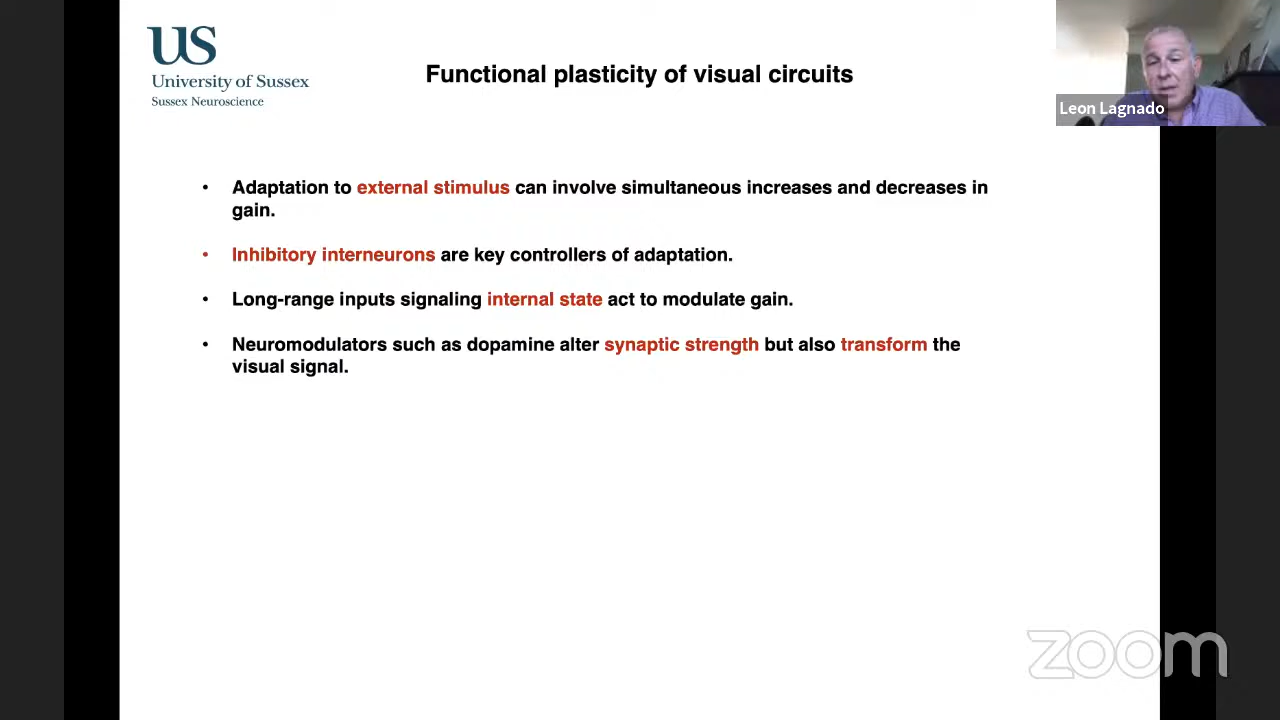 US
University of Sussex
Sussex Neuroscience
Functional plasticity of visual circuits
Leon Lagnado
• Adaptation to external stimulus can involve simultaneous increases and decreases in
gain.
• Inhibitory interneurons are key controllers of adaptation.
• Long-range inputs signaling internal state act to modulate gain.
• Neuromodulators such as dopamine alter synaptic strength but also transform the
visual signal.
zoom